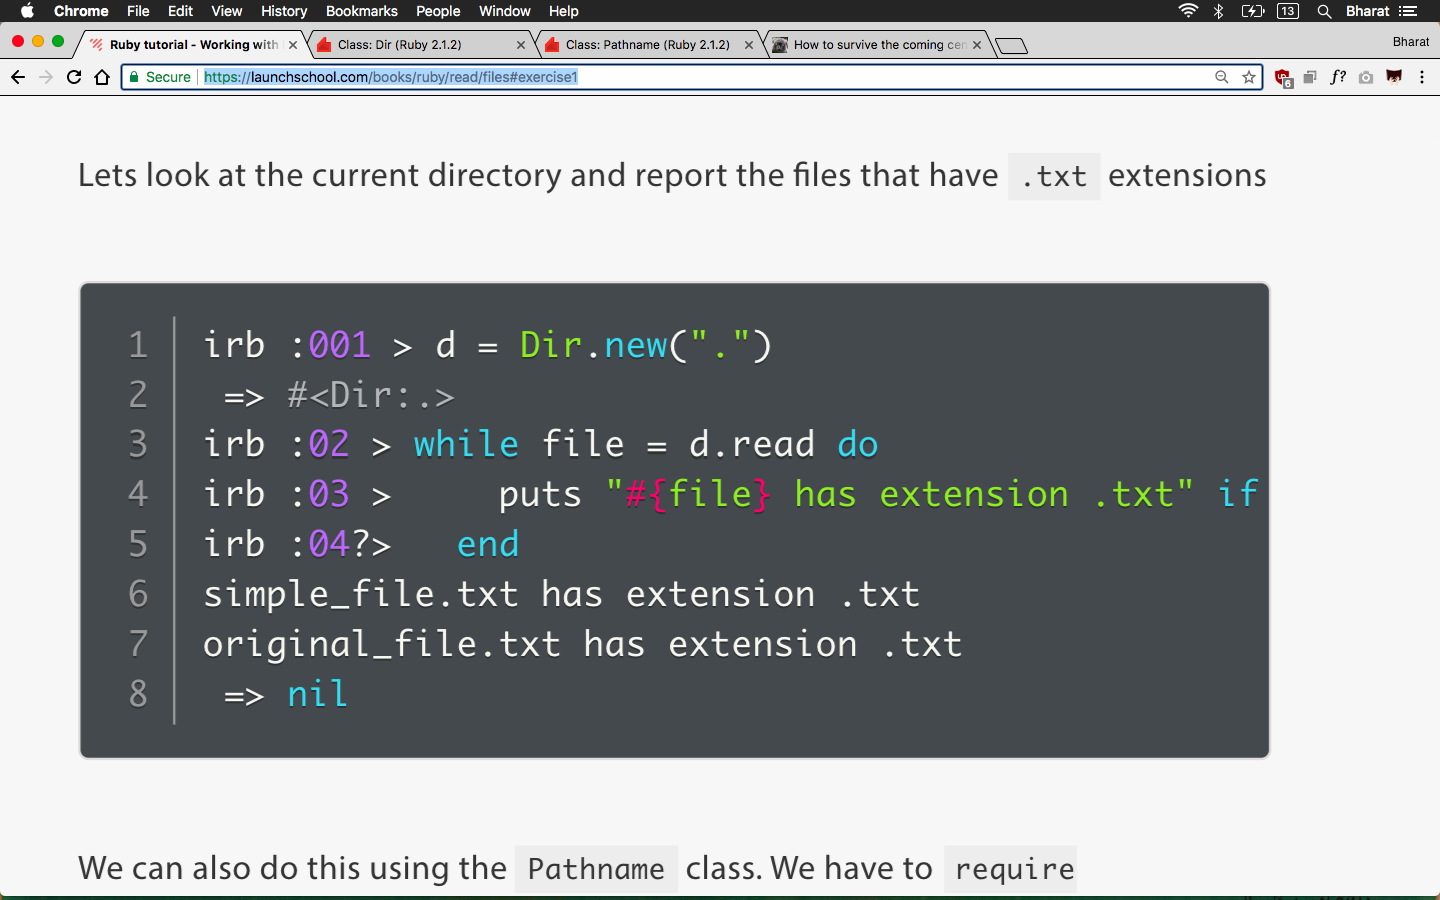 Chrome File Edit View History Bookmarks People Window Help 13 Bharat
Ruby tutorial - Working with Class: Dir (Ruby 2.1.2) Class: Pathname (Ruby 2.1.2) How to survive the coming cen Bharat
Secure https://launchschool.com/books/ruby/read/files#exercise1 6 f?
Lets look at the current directory and report the files that have .txt extensions
1 irb :001 > d = Dir.new(".")
2 => #<Dir:.>
3 irb :02 > while file = d.read do
4 irb :03 > puts "#{file} has extension .txt" if
5 irb :04?> end
6 simple_file.txt has extension .txt
7 original_file.txt has extension .txt
8 => nil
We can also do this using the Pathname class. We have to require